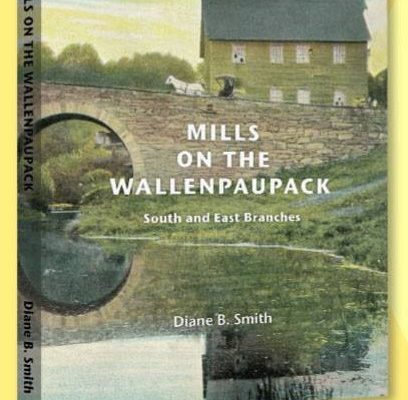 MILLS
ON THE
WALLENPAUPACK
South and East Branches
Diane B. Smith
LLS ON THE WALLENPAUPACK
Diane B. Smith